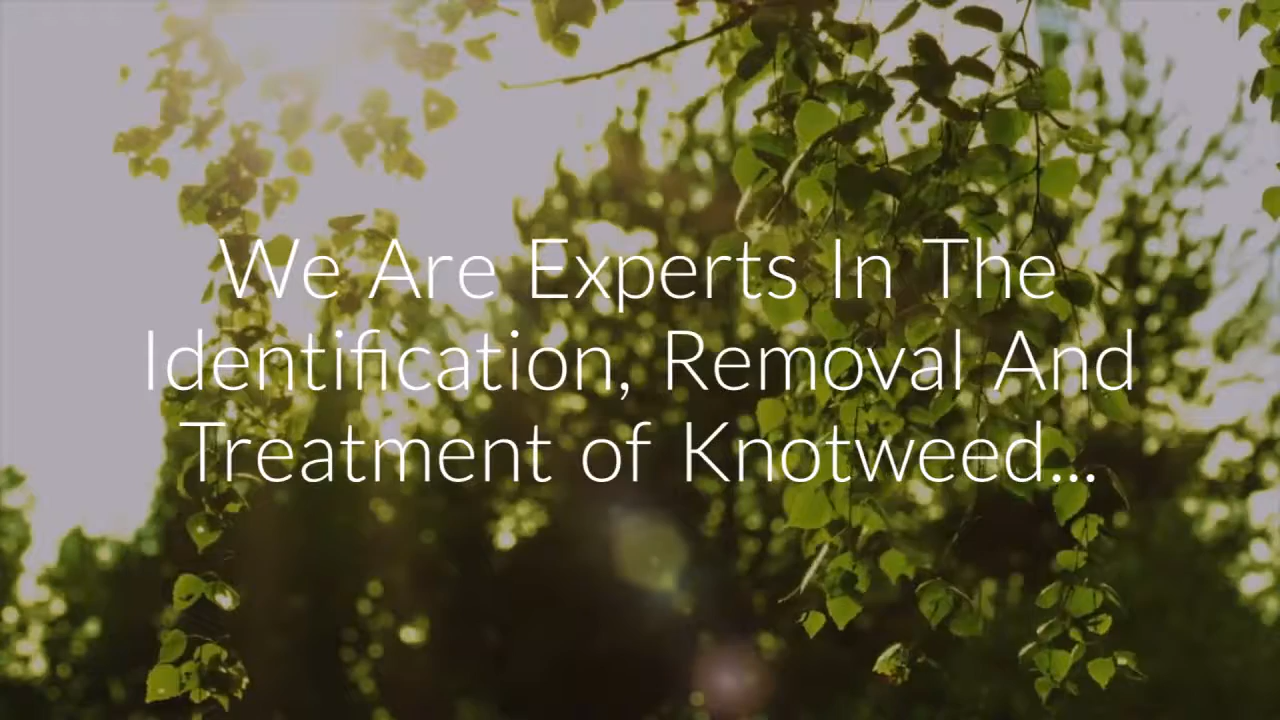 We Are Experts In The
Identification, Removal And
Treatment of Knotweed...